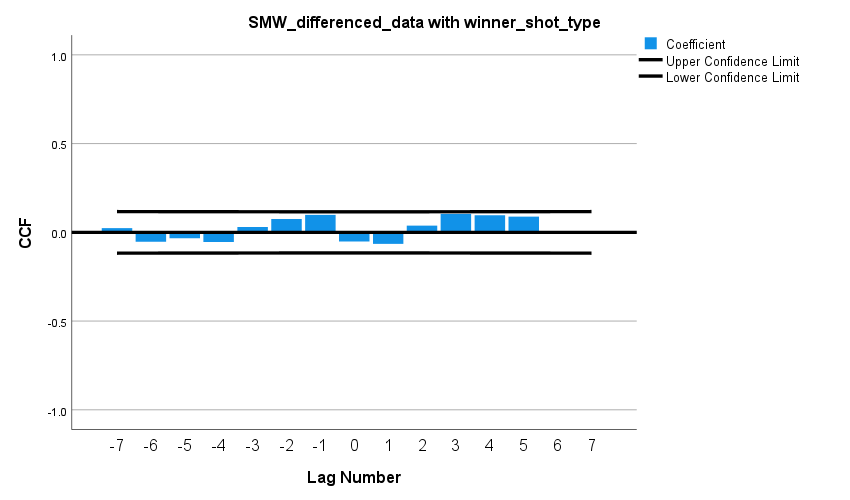 SMW_differenced_data with winner_shot_type
Coefficient
Upper Confidence Limit
Lower Confidence Limit
1.0
0.5
0.0
-0.5
-1.0
CCF
-7 -6 -5 -4 -3 -2 -1 0 1 2 3 4 5 6 7
Lag Number